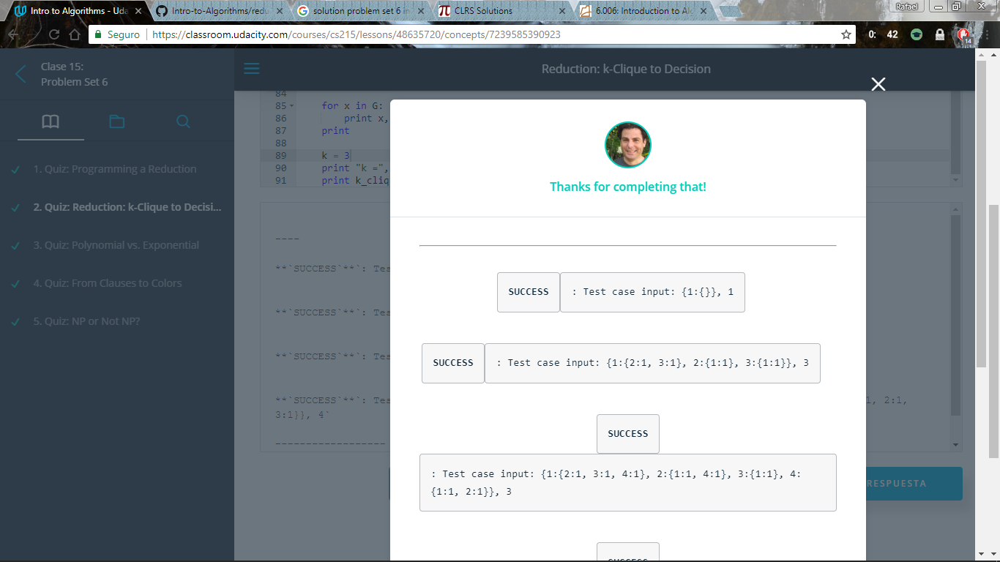 Intro to Algorithms - Uda
Intro-to-Algorithms/redu
solution problem set 6 in
CLRS Solutions
6.006: Introduction to Al
Rafael
Seguro
https://classroom.udacity.com/courses/cs215/lessons/48635720/concepts/7239585390923
0: 42
14
Clase 15:
Problem Set 6
Reduction: k-Clique to Decision
1. Quiz: Programming a Reduction
2. Quiz: Reduction: k-Clique to Decisi...
3. Quiz: Polynomial vs. Exponential
4. Quiz: From Clauses to Colors
5. Quiz: NP or Not NP?
84
85 for x in G:
86 print x,
87 print
88
89 k = 3
90 print "k =",
91 print k_cliq
----
**`SUCCESS`**`: Tes
**`SUCCESS`**`: Tes
**`SUCCESS`**`: Tes
**`SUCCESS`**`: Tes
1, 2:1,
3:1}}, 4`
------------------
RESPUESTA
Thanks for completing that!
SUCCESS : Test case input: {1:{}}, 1
SUCCESS : Test case input: {1:{2:1, 3:1}, 2:{1:1}, 3:{1:1}}, 3
SUCCESS
: Test case input: {1:{2:1, 3:1, 4:1}, 2:{1:1, 4:1}, 3:{1:1}, 4:
{1:1, 2:1}}, 3
SUCCESS